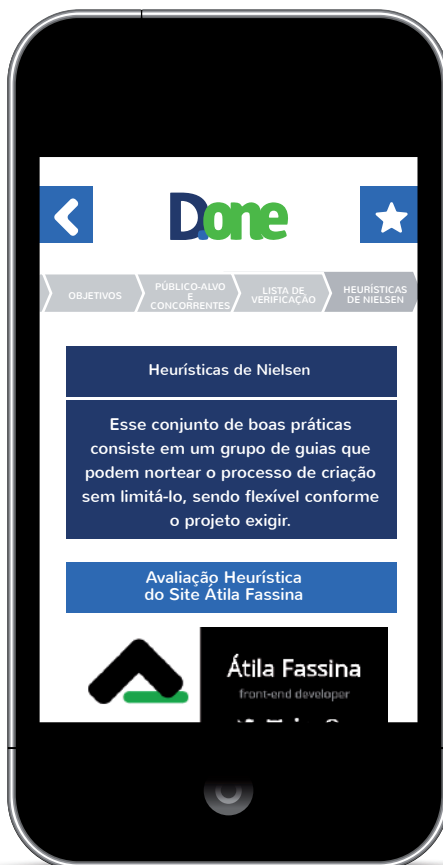 D.one
OBJETIVOS
PÚBLICO-ALVO
E
CONCORRENTES
LISTA DE
VERIFICAÇÃO
HEURÍSTICAS
DE NIELSEN
Heurísticas de Nielsen
Esse conjunto de boas práticas
consiste em um grupo de guias que
podem nortear o processo de criação
sem limitá-lo, sendo flexível conforme
o projeto exigir.
Avaliação Heurística
do Site Átila Fassina
Átila Fassina
front-end developer